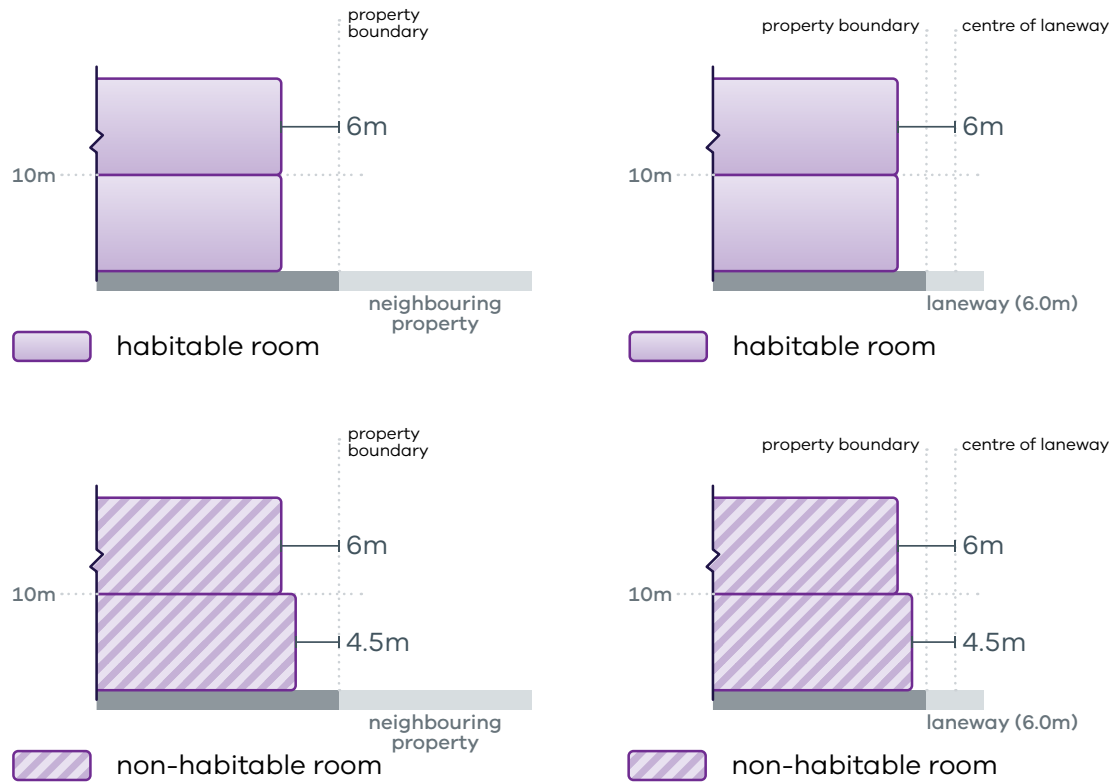 property
boundary
6m
10m
neighbouring
property
habitable room
property boundary
centre of laneway
6m
10m
laneway (6.0m)
habitable room
property
boundary
6m
10m
4.5m
neighbouring
property
non-habitable room
property boundary
centre of laneway
6m
10m
4.5m
laneway (6.0m)
non-habitable room